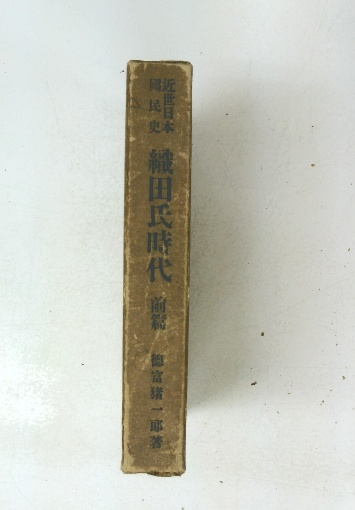 近世日本
國民史
織田氏時代
前篇
德富猪一郎著